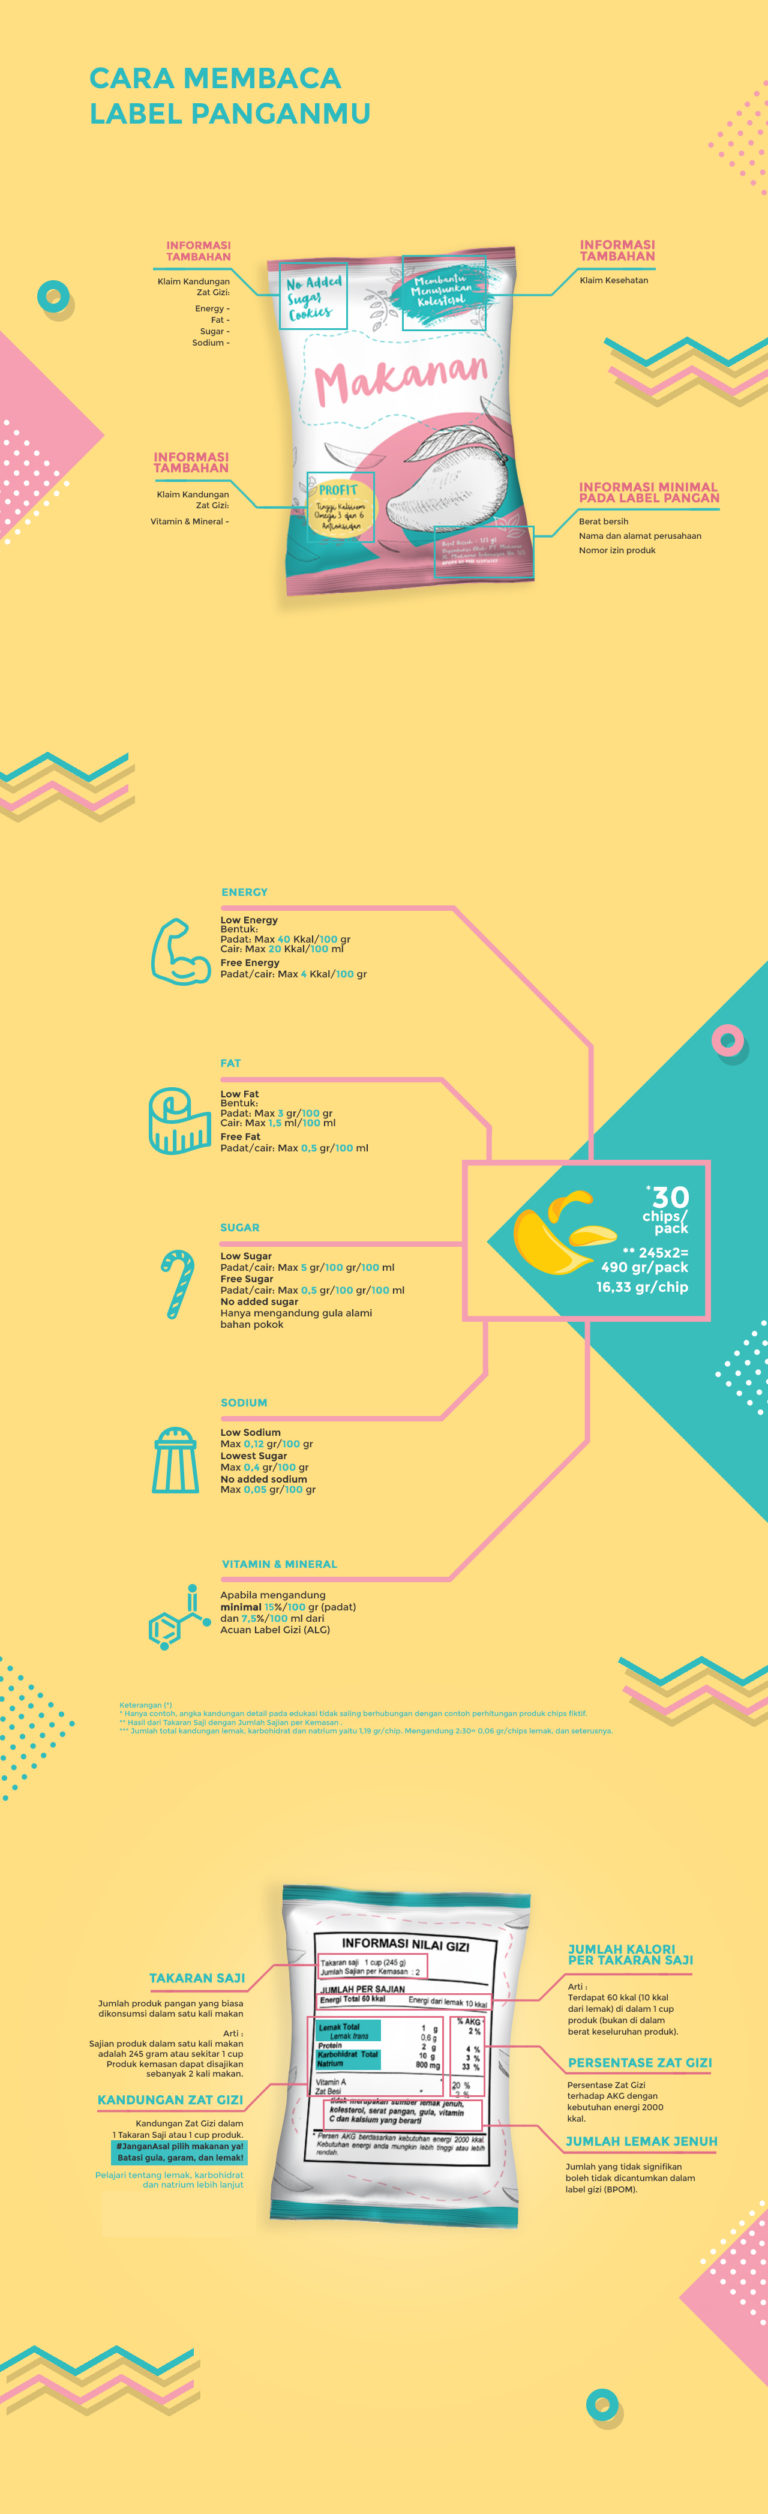 CARA MEMBACA
LABEL PANGANMU
INFORMASI
TAMBAHAN
Klaim Kandungan
Zat Gizi:
Energy -
Fat -
Sugar -
Sodium -
No Added
Sugar
Cookies
Membantu
Menurunkan
Kolesterol
INFORMASI
TAMBAHAN
Klaim Kesehatan
Makanan
INFORMASI
TAMBAHAN
Klaim Kandungan
Zat Gizi:
Vitamin & Mineral -
PROFIT
Tinggi Kalsium
Omega 3 dan 6
Antioksidan
INFORMASI MINIMAL
PADA LABEL PANGAN
Berat bersih
Nama dan alamat perusahaan
Nomor izin produk
ENERGY
Low Energy
Bentuk:
Padat: Max 40 Kkal/100 gr
Cair: Max 20 Kkal/100 ml
Free Energy
Padat/cair: Max 4 Kkal/100 gr
FAT
Low Fat
Bentuk:
Padat: Max 3 gr/100 gr
Cair: Max 1,5 ml/100 ml
Free Fat
Padat/cair: Max 0,5 gr/100 ml
*30
chips/
pack
** 245x2=
490 gr/pack
16,33 gr/chip
SUGAR
Low Sugar
Padat/cair: Max 5 gr/100 gr/100 ml
Free Sugar
Padat/cair: Max 0,5 gr/100 gr/100 ml
No added sugar
Hanya mengandung gula alami
bahan pokok
SODIUM
Low Sodium
Max 0,12 gr/100 gr
Lowest Sugar
Max 0,4 gr/100 gr
No added sodium
Max 0,05 gr/100 gr
VITAMIN & MINERAL
Apabila mengandung
minimal 15%/100 gr (padat)
dan 7,5%/100 ml dari
Acuan Label Gizi (ALG)
Keterangan (*)
* Hanya contoh, angka kandungan detail pada edukasi tidak saling berhubungan dengan contoh perhitungan produk chips fiktif.
** Hasil dari Takaran Saji dengan Jumlah Sajian per Kemasan .
*** Jumlah total kandungan lemak, karbohidrat dan natrium yaitu 1,19 gr/chip. Mengandung 2:30= 0,06 gr/chips lemak, dan seterusnya.
TAKARAN SAJI
Jumlah produk pangan yang biasa
dikonsumsi dalam satu kali makan
Arti :
Sajian produk dalam satu kali makan
adalah 245 gram atau sekitar 1 cup
Produk kemasan dapat disajikan
sebanyak 2 kali makan.
KANDUNGAN ZAT GIZI
Kandungan Zat Gizi dalam
1 Takaran Saji atau 1 cup produk.
#JanganAsal pilih makanan ya!
Batasi gula, garam, dan lemak!
Pelajari tentang lemak, karbohidrat
dan natrium lebih lanjut
INFORMASI NILAI GIZI
Takaran saji 1 cup (245 g)
Jumlah Sajian per Kemasan : 2
JUMLAH PER SAJIAN
Energi Total 60 kkal Energi dari lemak 10 kkal
% AKG*
Lemak Total 1 g 2 %
Lemak trans 0,6 g
Protein 2 g 4 %
Karbohidrat Total 10 g 3 %
Natrium 800 mg 33 %
Vitamin A * 20 %
Zat Besi * 2 %
tidak merupakan sumber lemak jenuh,
kolesterol, serat pangan, gula, vitamin
C dan kalsium yang berarti
* Persen AKG berdasarkan kebutuhan energi 2000 kkal.
Kebutuhan energi anda mungkin lebih tinggi atau lebih
rendah.
JUMLAH KALORI
PER TAKARAN SAJI
Arti :
Terdapat 60 kkal (10 kkal
dari lemak) di dalam 1 cup
produk (bukan di dalam
berat keseluruhan produk).
PERSENTASE ZAT GIZI
Persentase Zat Gizi
terhadap AKG dengan
kebutuhan energi 2000
kkal.
JUMLAH LEMAK JENUH
Jumlah yang tidak signifikan
boleh tidak dicantumkan dalam
label gizi (BPOM).